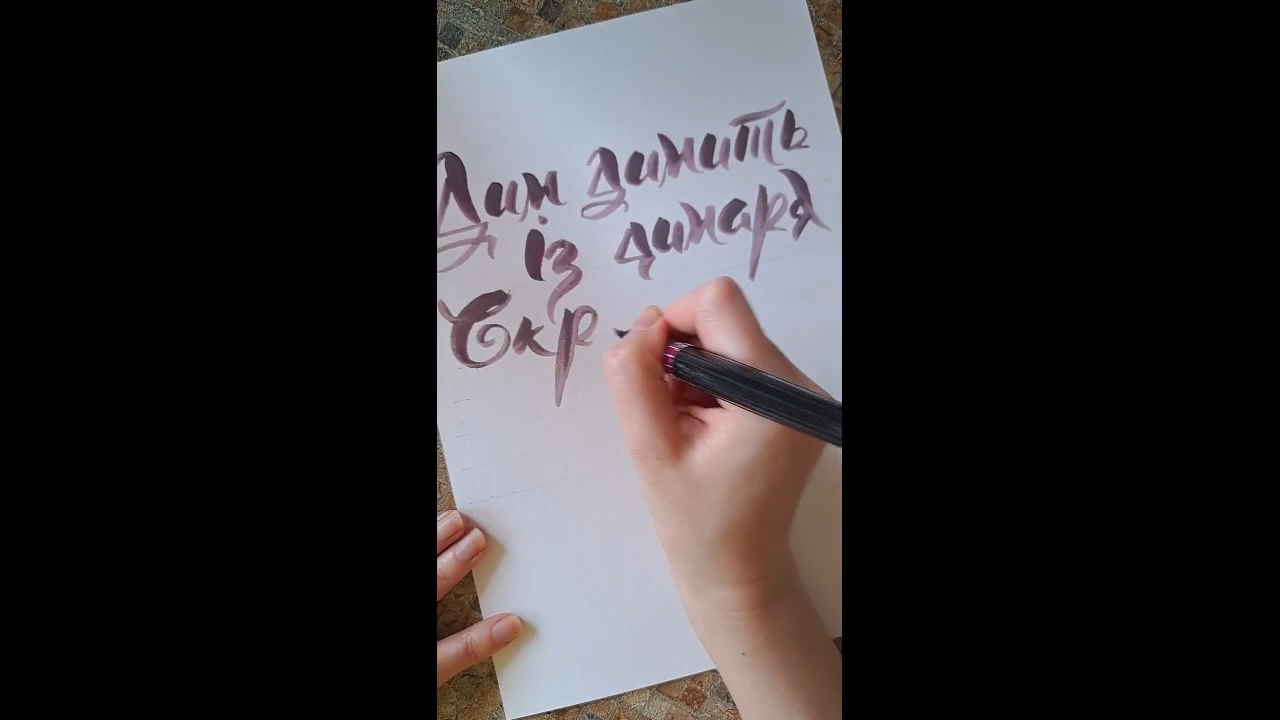 Дим димить
із димаря
Скр